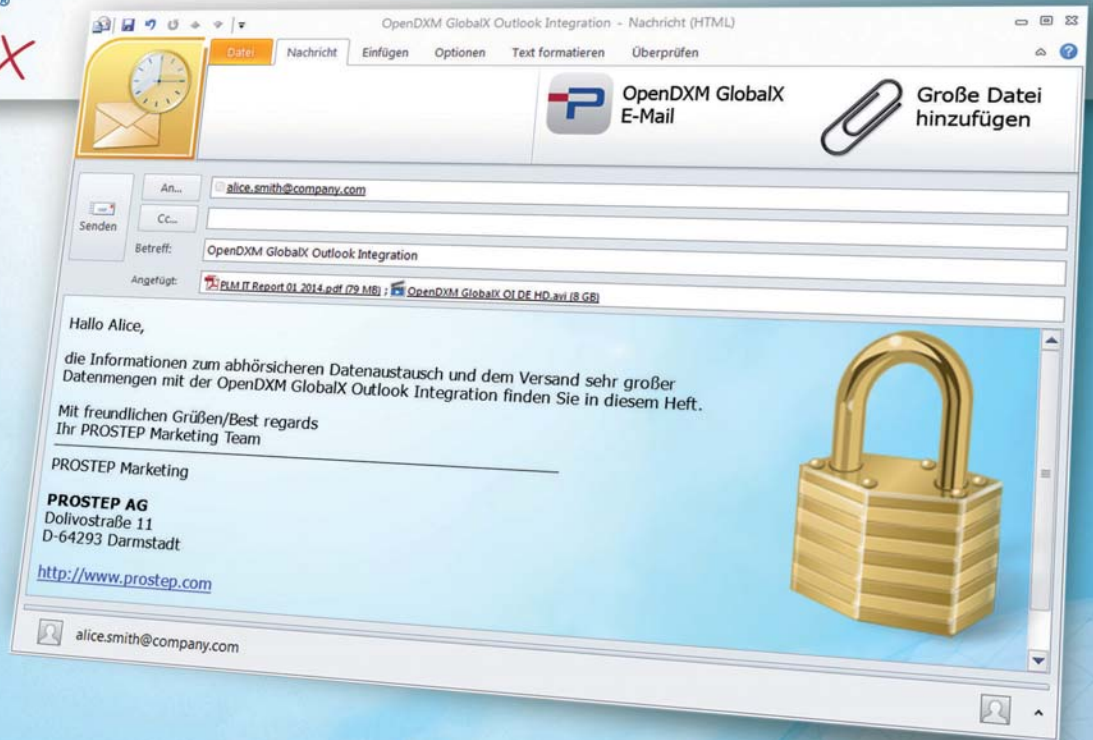 ®
X
OpenDXM GlobalX Outlook Integration - Nachricht (HTML)
Datei Nachricht Einfügen Optionen Text formatieren Überprüfen
OpenDXM GlobalX
E-Mail
Große Datei
hinzufügen
Senden
An...
alice.smith@company.com
Cc...
Betreff:
OpenDXM GlobalX Outlook Integration
Angefügt:
PLM IT Report 01 2014.pdf (79 MB) ; OpenDXM GlobalX OI DE HD.avi (8 GB)
Hallo Alice,
die Informationen zum abhörsicheren Datenaustausch und dem Versand sehr großer
Datenmengen mit der OpenDXM GlobalX Outlook Integration finden Sie in diesem Heft.
Mit freundlichen Grüßen/Best regards
Ihr PROSTEP Marketing Team
PROSTEP Marketing
PROSTEP AG
Dolivostraße 11
D-64293 Darmstadt
http://www.prostep.com
alice.smith@company.com